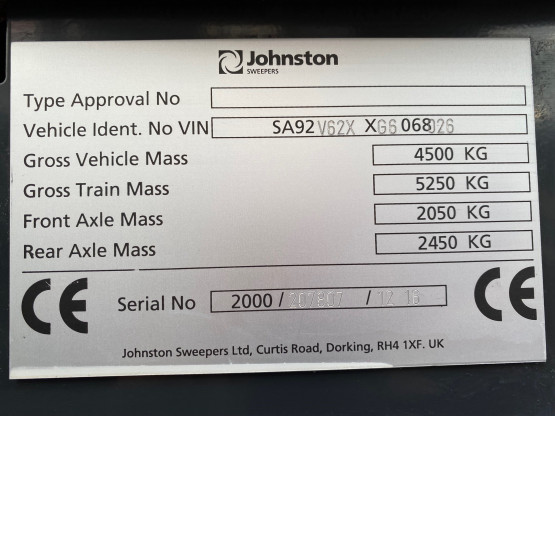 Johnston
SWEEPERS
Type Approval No
Vehicle Ident. No VIN SA92V62X XG6068026
Gross Vehicle Mass 4500 KG
Gross Train Mass 5250 KG
Front Axle Mass 2050 KG
Rear Axle Mass 2450 KG
CE Serial No 2000 / / CE
Johnston Sweepers Ltd, Curtis Road, Dorking, RH4 1XF. UK